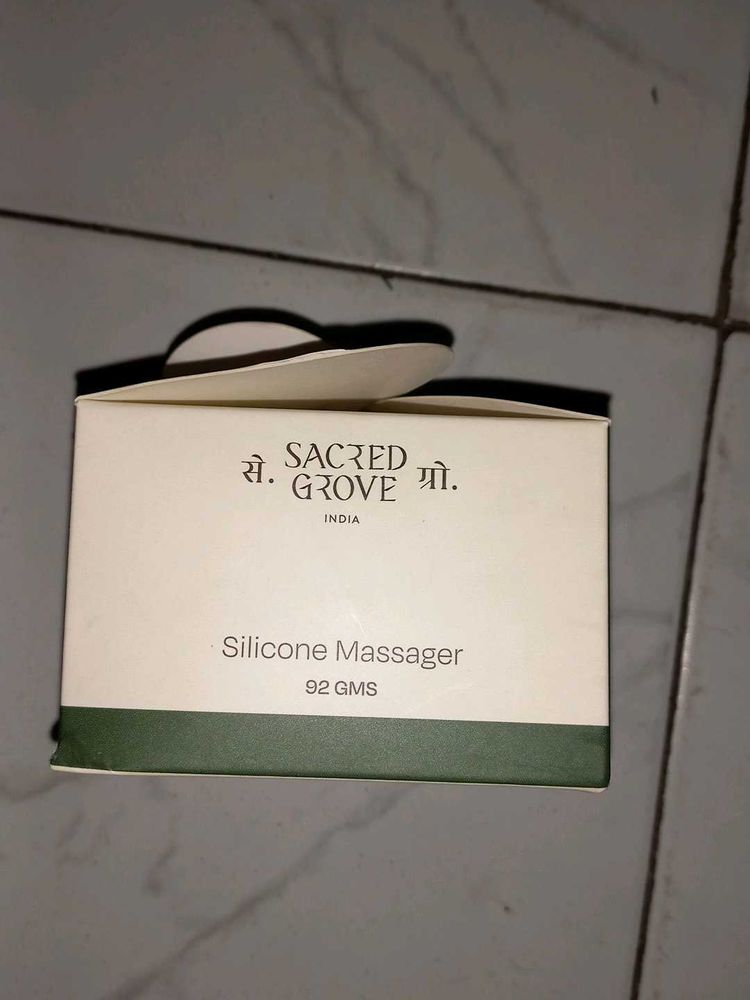 से. SACRED GROVE ग्रो.
INDIA
Silicone Massager
92 GMS